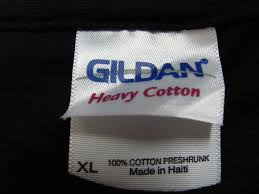 GILDAN®
Heavy Cotton
XL
100% COTTON PRESHRUNK
Made in Haiti